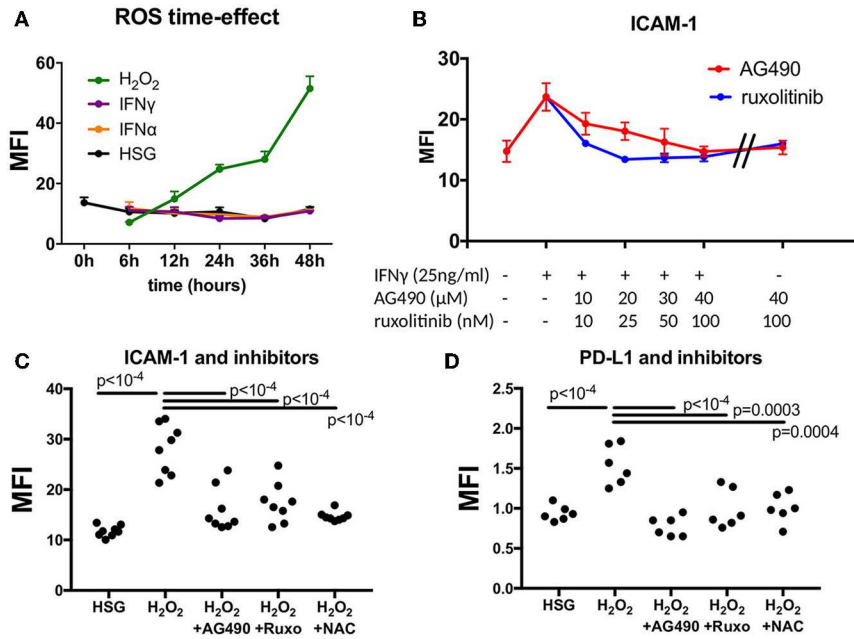 A
ROS time-effect
MFI
60
40
20
0
H₂O₂
IFNγ
IFNα
HSG
0h 6h 12h 24h 36h 48h
time (hours)
B
ICAM-1
MFI
30
20
10
0
AG490
ruxolitinib
IFNγ (25ng/ml) - + + + + + -
AG490 (μM) - - 10 20 30 40 40
ruxolitinib (nM) - - 10 25 50 100 100
C
ICAM-1 and inhibitors
MFI
40
30
20
10
0
p<10⁻⁴
p<10⁻⁴
p<10⁻⁴
p<10⁻⁴
HSG H₂O₂ H₂O₂ H₂O₂ H₂O₂
+AG490 +Ruxo +NAC
D
PD-L1 and inhibitors
MFI
2.5
2.0
1.5
1.0
0.5
0.0
p<10⁻⁴
p<10⁻⁴
p=0.0003
p=0.0004
HSG H₂O₂ H₂O₂ H₂O₂ H₂O₂
+AG490 +Ruxo +NAC